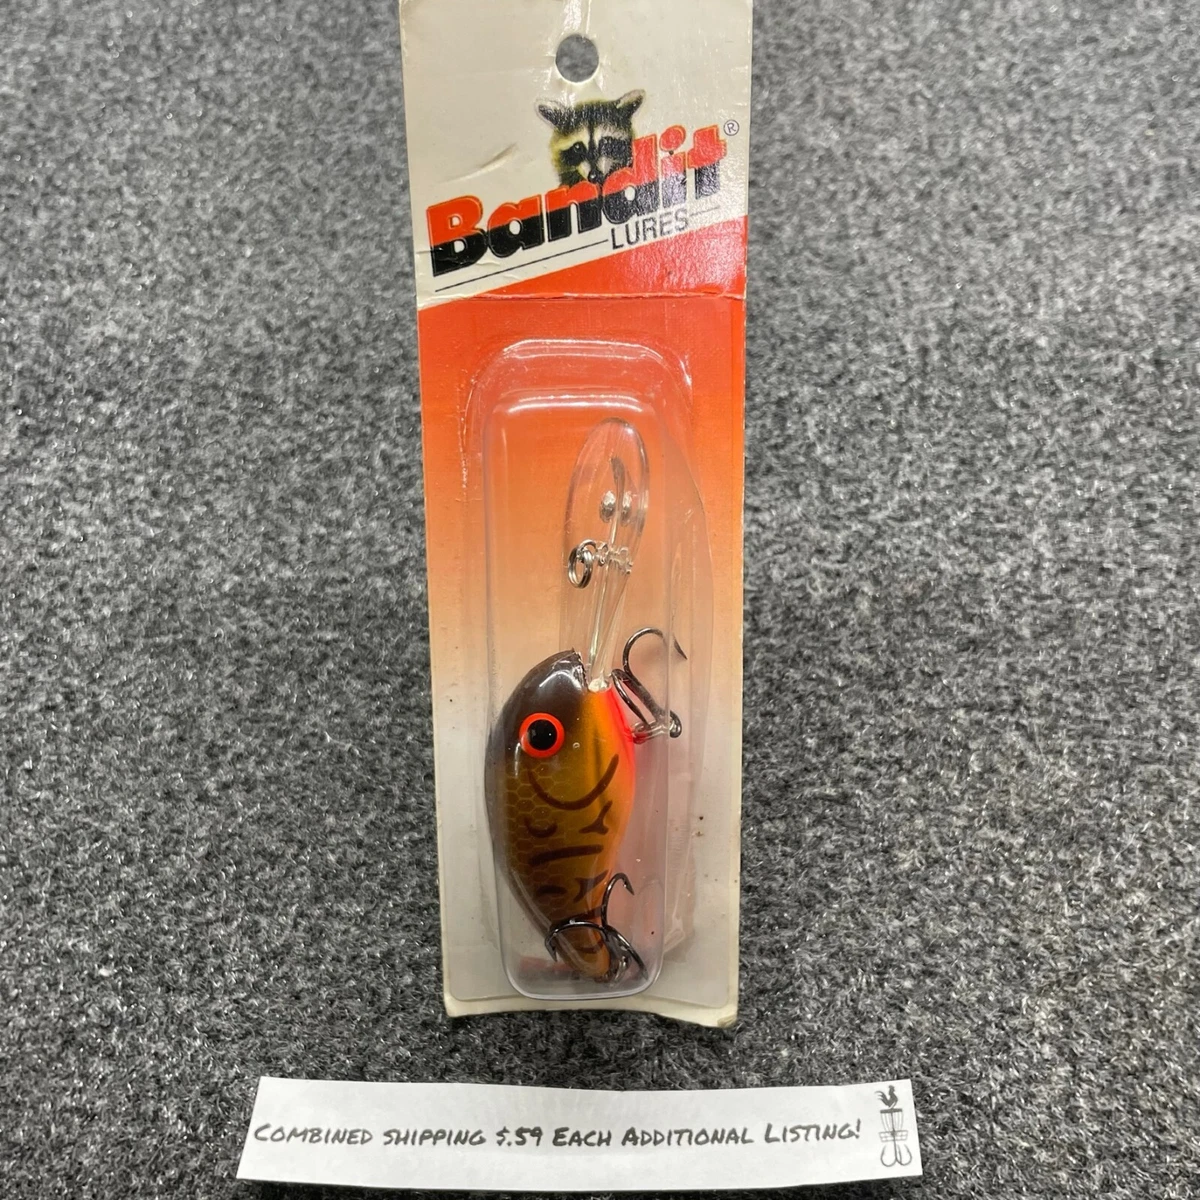 Bandit®
LURES
COMBINED SHIPPING $.59 EACH ADDITIONAL LISTING!